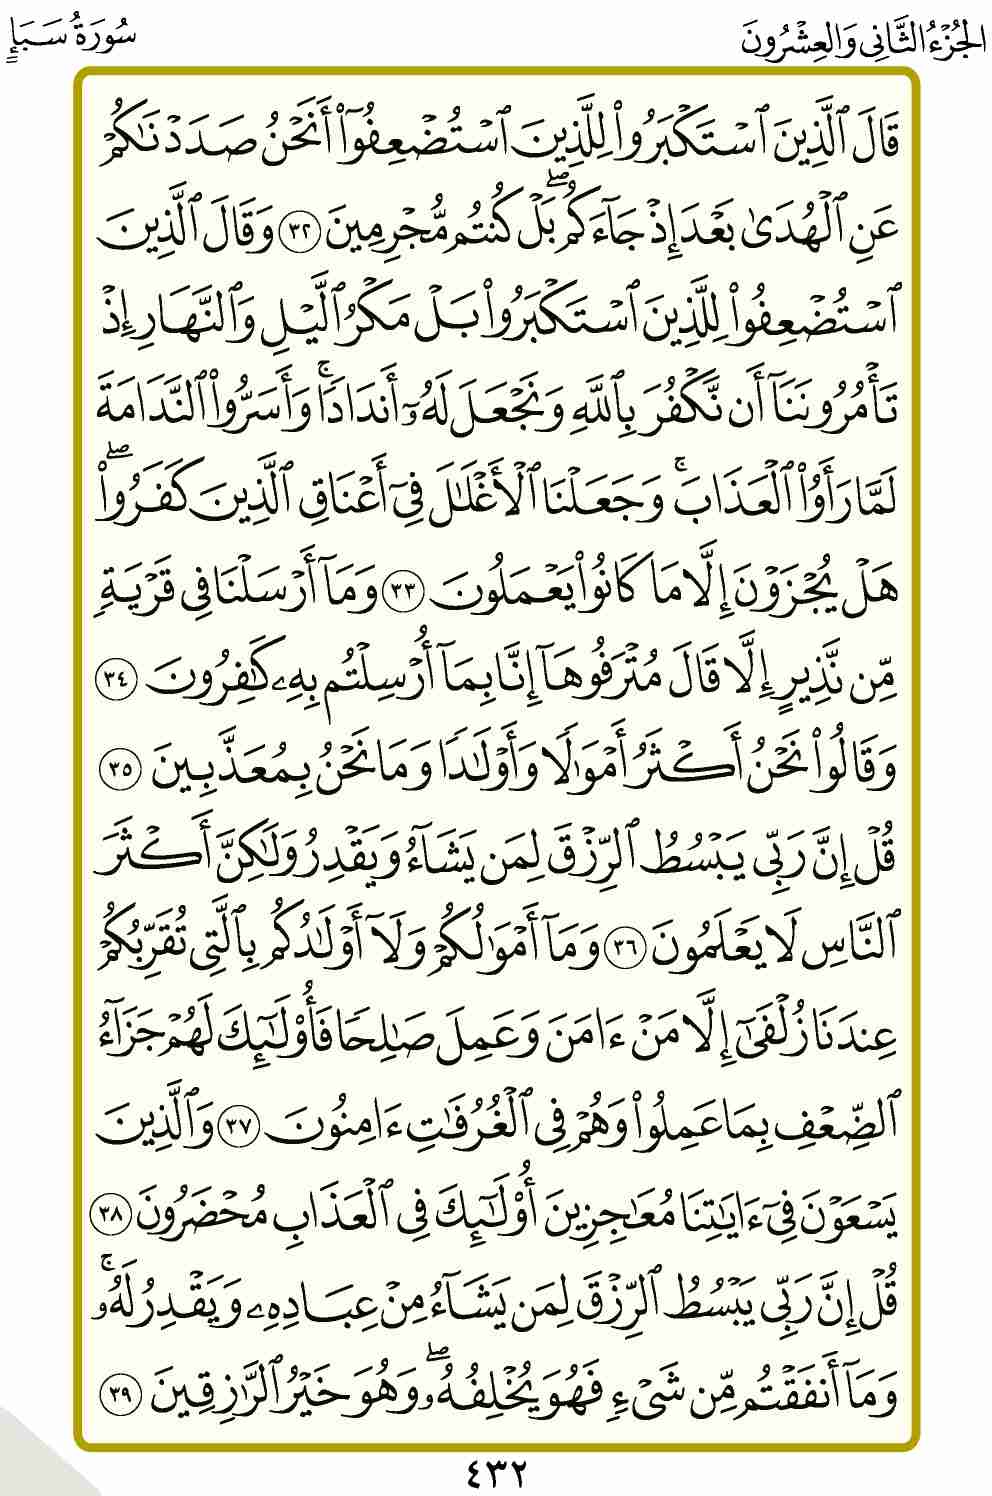 الجُزْءُ الثَّانِي وَالعِشْرُونَ
سُورَةُ سَبَإٍ
قَالَ ٱلَّذِينَ ٱسْتَكْبَرُوا۟ لِلَّذِينَ ٱسْتُضْعِفُوٓا۟ أَنَحْنُ صَدَدْنَٰكُمْ
عَنِ ٱلْهُدَىٰ بَعْدَ إِذْ جَآءَكُم ۖ بَلْ كُنتُم مُّجْرِمِينَ ٣٢ وَقَالَ ٱلَّذِينَ
ٱسْتُضْعِفُوا۟ لِلَّذِينَ ٱسْتَكْبَرُوا۟ بَلْ مَكْرُ ٱلَّيْلِ وَٱلنَّهَارِ إِذْ
تَأْمُرُونَنَآ أَن نَّكْفُرَ بِٱللَّهِ وَنَجْعَلَ لَهُۥٓ أَندَادًا ۚ وَأَسَرُّوا۟ ٱلنَّدَامَةَ
لَمَّا رَأَوُا۟ ٱلْعَذَابَ ۚ وَجَعَلْنَا ٱلْأَغْلَٰلَ فِىٓ أَعْنَاقِ ٱلَّذِينَ كَفَرُوا۟ ۖ
هَلْ يُجْزَوْنَ إِلَّا مَا كَانُوا۟ يَعْمَلُونَ ٣٣ وَمَآ أَرْسَلْنَا فِى قَرْيَةٍ
مِّن نَّذِيرٍ إِلَّا قَالَ مُتْرَفُوهَآ إِنَّا بِمَآ أُرْسِلْتُم بِهِۦ كَٰفِرُونَ ٣٤
وَقَالُوا۟ نَحْنُ أَكْثَرُ أَمْوَٰلًا وَأَوْلَٰدًا وَمَا نَحْنُ بِمُعَذَّبِينَ ٣٥
قُلْ إِنَّ رَبِّى يَبْسُطُ ٱلرِّزْقَ لِمَن يَشَآءُ وَيَقْدِرُ وَلَٰكِنَّ أَكْثَرَ
ٱلنَّاسِ لَا يَعْلَمُونَ ٣٦ وَمَآ أَمْوَٰلُكُمْ وَلَآ أَوْلَٰدُكُم بِٱلَّتِى تُقَرِّبُكُمْ
عِندَنَا زُلْفَىٰٓ إِلَّا مَنْ ءَامَنَ وَعَمِلَ صَٰلِحًا فَأُو۟لَٰٓئِكَ لَهُمْ جَزَآءُ
ٱلضِّعْفِ بِمَا عَمِلُوا۟ وَهُمْ فِى ٱلْغُرُفَٰتِ ءَامِنُونَ ٣٧ وَٱلَّذِينَ
يَسْعَوْنَ فِىٓ ءَايَٰتِنَا مُعَٰجِزِينَ أُو۟لَٰٓئِكَ فِى ٱلْعَذَابِ مُحْضَرُونَ ٣٨
قُلْ إِنَّ رَبِّى يَبْسُطُ ٱلرِّزْقَ لِمَن يَشَآءُ مِنْ عِبَادِهِۦ وَيَقْدِرُ لَهُۥ ۚ
وَمَآ أَنفَقْتُم مِّن شَىْءٍ فَهُوَ يُخْلِفُهُۥ ۖ وَهُوَ خَيْرُ ٱلرَّٰزِقِينَ ٣٩
٤٣٢